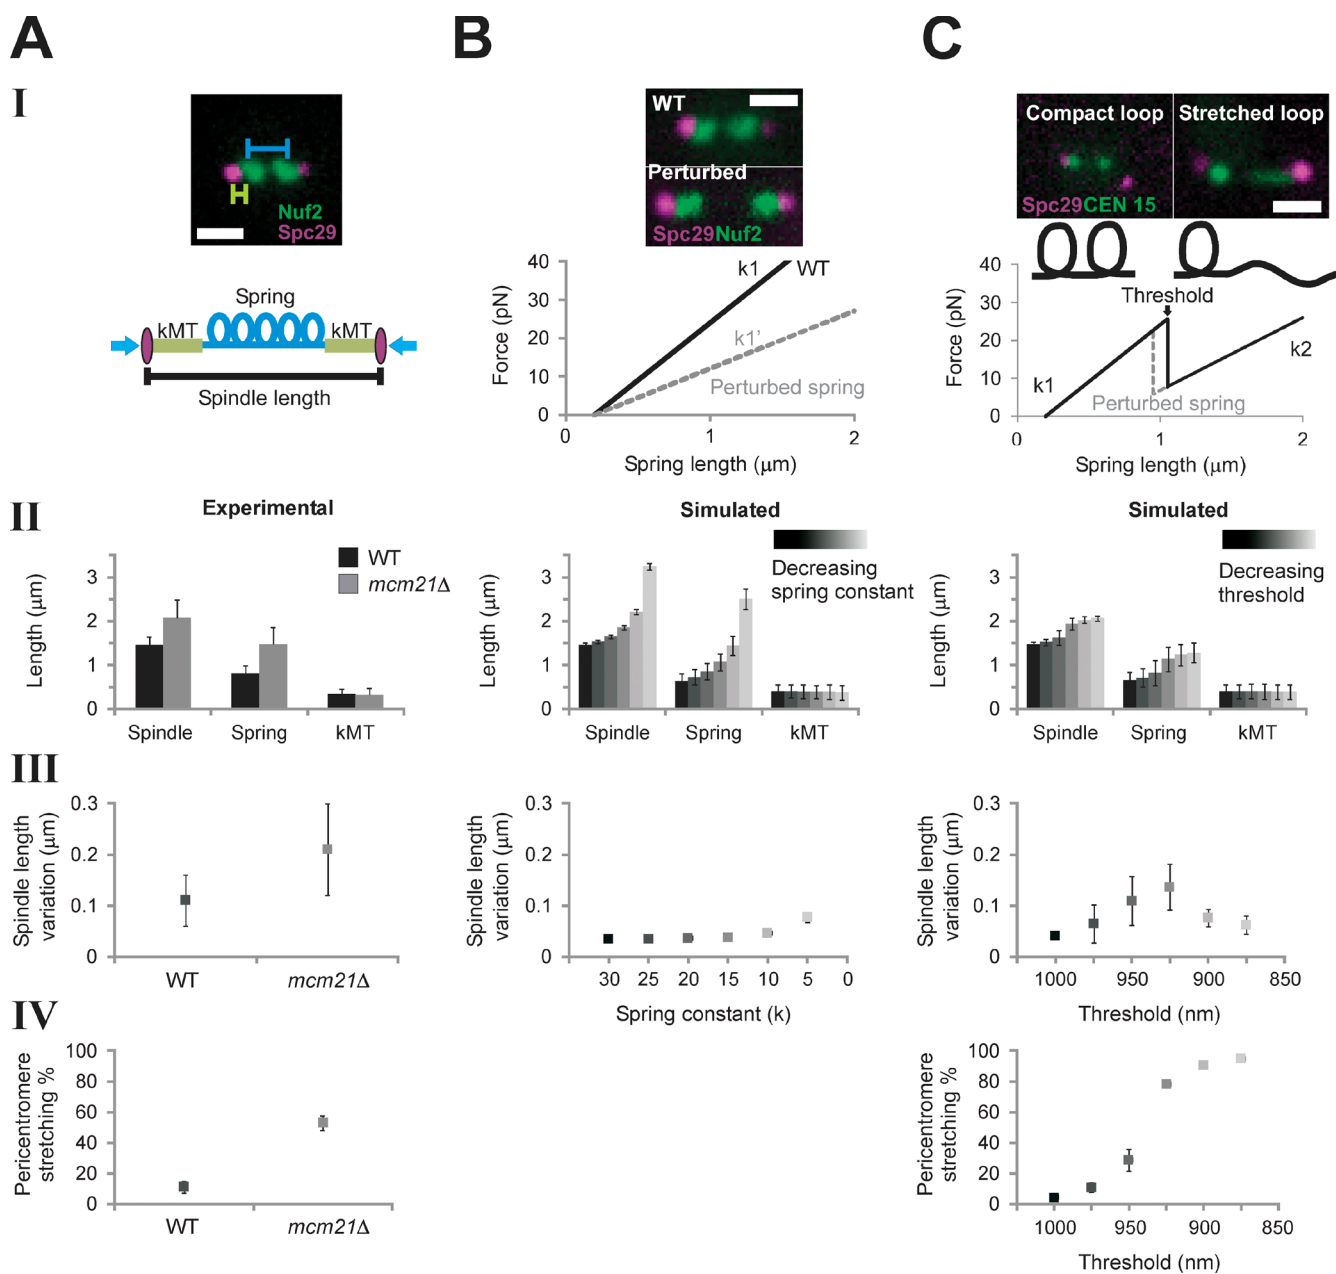 A
B
C
I
Nuf2
Spc29
Spring
kMT
kMT
Spindle length
WT
Perturbed
Spc29Nuf2
40
30
20
10
0
Force (pN)
k1
WT
k1’
Perturbed spring
0
1
2
Spring length (μm)
Compact loop
Stretched loop
Spc29CEN 15
40
30
20
10
0
Force (pN)
Threshold
k1
k2
Perturbed spring
0
1
2
Spring length (μm)
II
Experimental
WT
mcm21Δ
3
2
1
0
Length (μm)
Spindle
Spring
kMT
Simulated
Decreasing
spring constant
3
2
1
0
Length (μm)
Spindle
Spring
kMT
Simulated
Decreasing
threshold
3
2
1
0
Length (μm)
Spindle
Spring
kMT
III
0.3
0.2
0.1
0
Spindle length
variation (μm)
WT
mcm21Δ
0.3
0.2
0.1
0
Spindle length
variation (μm)
30
25
20
15
10
5
0
Spring constant (k)
0.3
0.2
0.1
0
Spindle length
variation (μm)
1000
950
900
850
Threshold (nm)
IV
100
80
60
40
20
0
Pericentromere
stretching %
WT
mcm21Δ
100
80
60
40
20
0
Pericentromere
stretching %
1000
950
900
850
Threshold (nm)